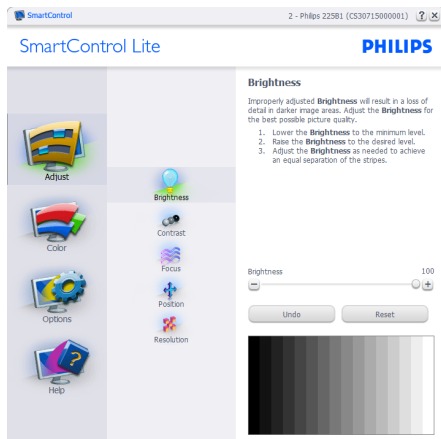 SmartControl
2 - Philips 225B1 (CS30715000001)
SmartControl Lite
PHILIPS
Adjust
Color
Options
Help
Brightness
Contrast
Focus
Position
Resolution
Brightness
Improperly adjusted Brightness will result in a loss of
detail in darker image areas. Adjust the Brightness for
the best possible picture quality.
1. Lower the Brightness to the minimum level.
2. Raise the Brightness to the desired level.
3. Adjust the Brightness as needed to achieve
an equal separation of the stripes.
Brightness 100
Undo Reset